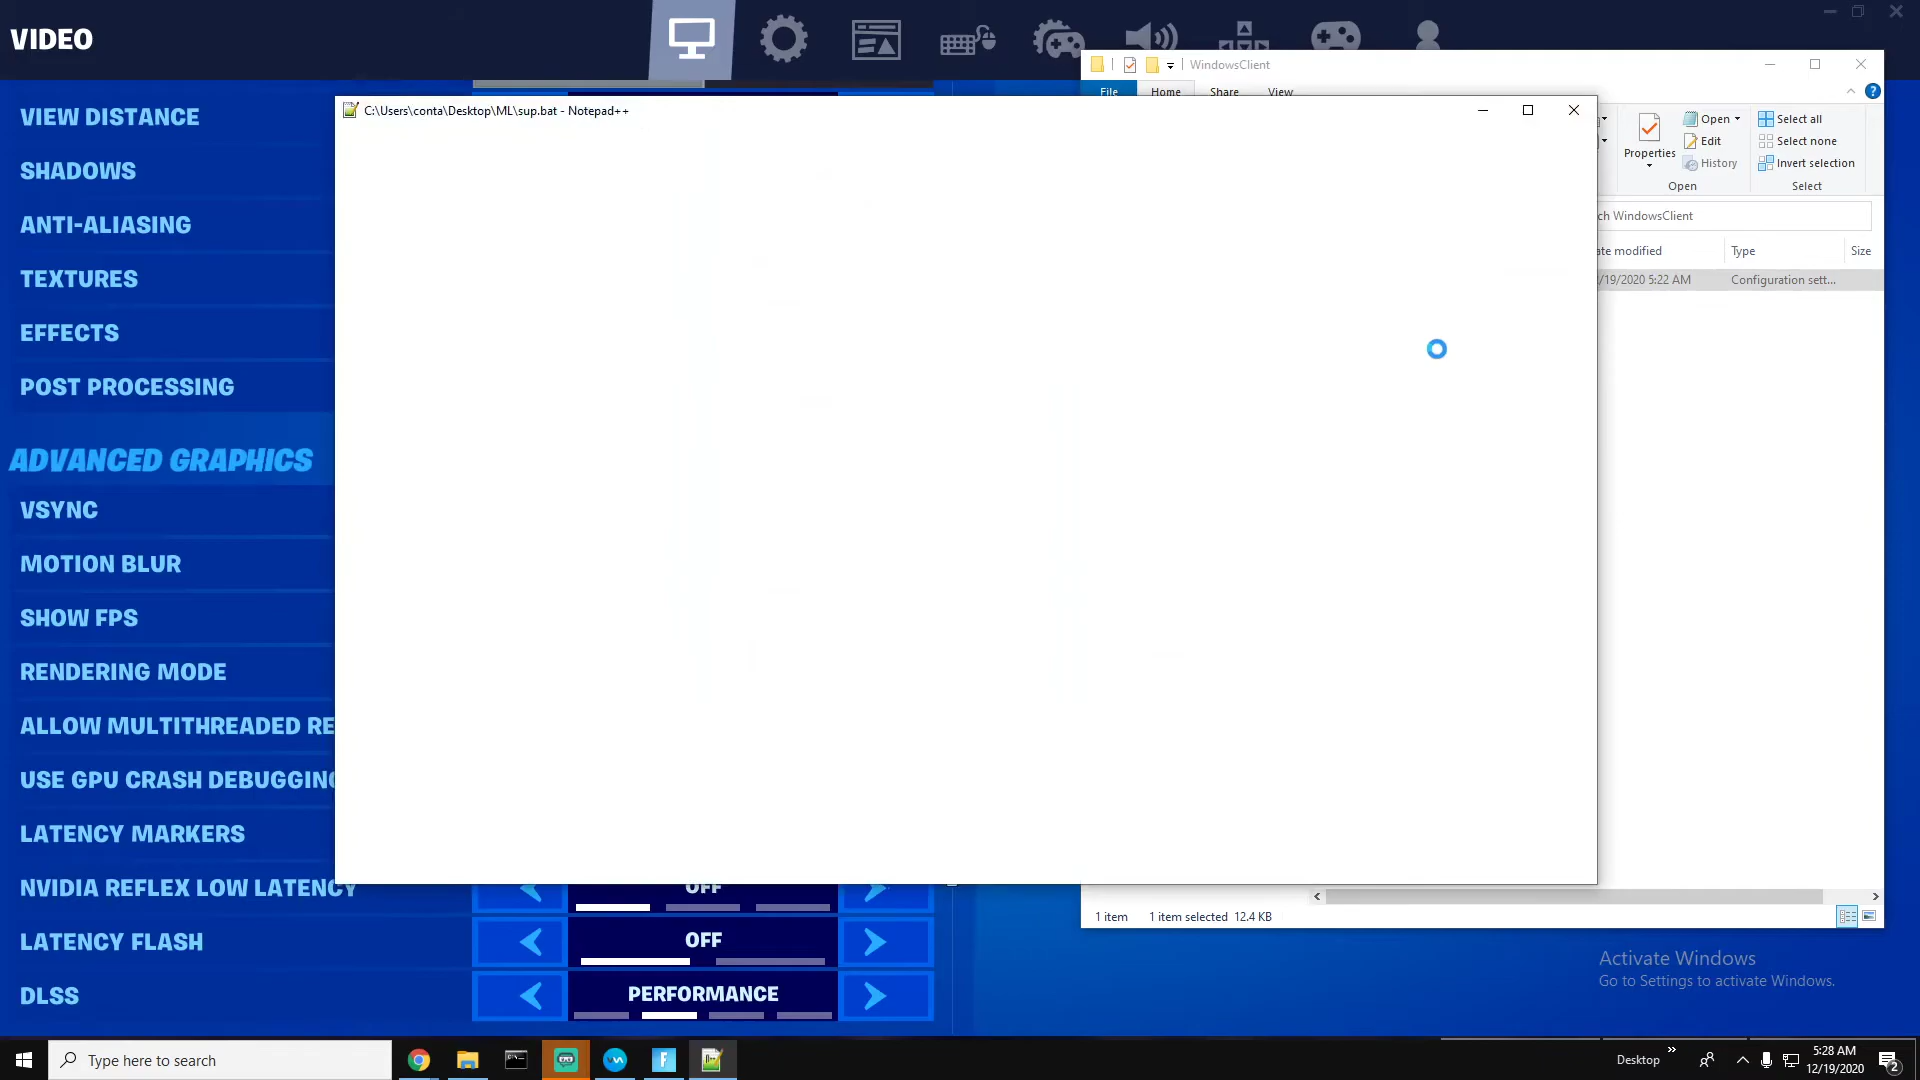 VIDEO
WindowsClient
File
Home
Share
View
C:\Users\conta\Desktop\ML\sup.bat - Notepad++
Properties
Open
Edit
History
Open
Select all
Select none
Invert selection
Select
ch WindowsClient
ate modified
Type
Size
/19/2020 5:22 AM
Configuration sett...
VIEW DISTANCE
SHADOWS
ANTI-ALIASING
TEXTURES
EFFECTS
POST PROCESSING
ADVANCED GRAPHICS
VSYNC
MOTION BLUR
SHOW FPS
RENDERING MODE
ALLOW MULTITHREADED RE
USE GPU CRASH DEBUGGING
LATENCY MARKERS
NVIDIA REFLEX LOW LATENCY
OFF
LATENCY FLASH
OFF
DLSS
PERFORMANCE
1 item
1 item selected 12.4 KB
Activate Windows
Go to Settings to activate Windows.
Type here to search
Desktop
5:28 AM
12/19/2020
2